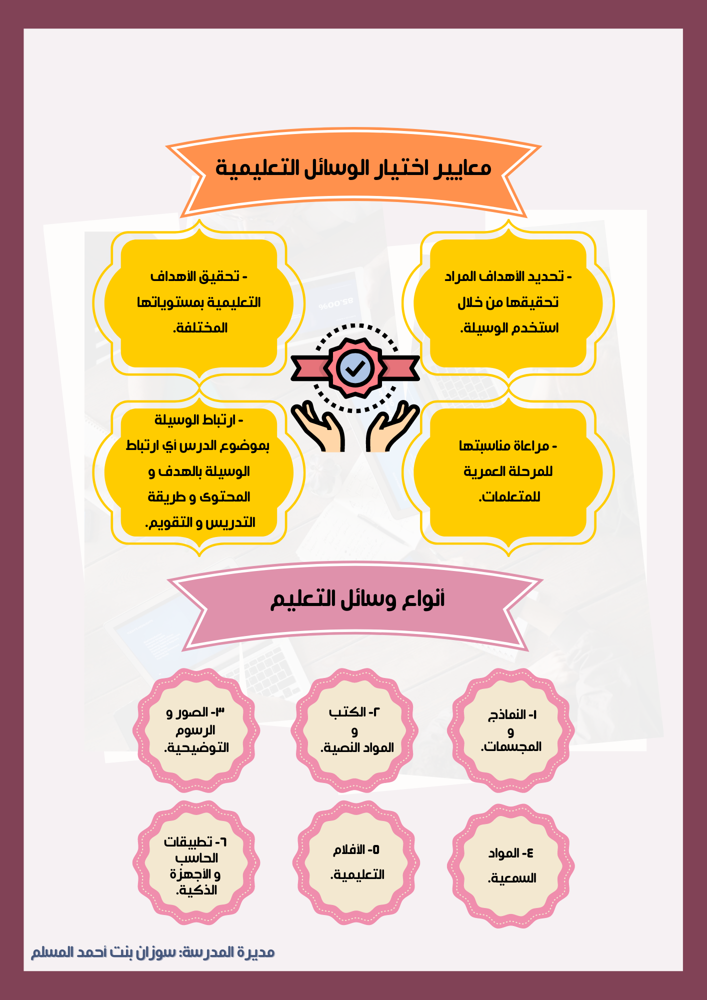 معايير اختيار الوسائل التعليمية
- تحديد الأهداف المراد
تحقيقها من خلال
استخدم الوسيلة.
- تحقيق الأهداف
التعليمية بمستوياتها
المختلفة.
85.00%
- مراعاة مناسبتها
للمرحلة العمرية
للمتعلمات.
- ارتباط الوسيلة
بموضوع الدرس أي ارتباط
الوسيلة بالهدف و
المحتوى و طريقة
التدريس و التقويم.
أنواع وسائل التعليم
١- النماذج
و
المجسمات.
٢- الكتب
و
المواد النصية.
٣- الصور و
الرسوم
التوضيحية.
٤- المواد
السمعية.
٥- الأفلام
التعليمية.
٦- تطبيقات
الحاسب
و الأجهزة
الذكية.
مديرة المدرسة: سوزان بنت أحمد المسلم